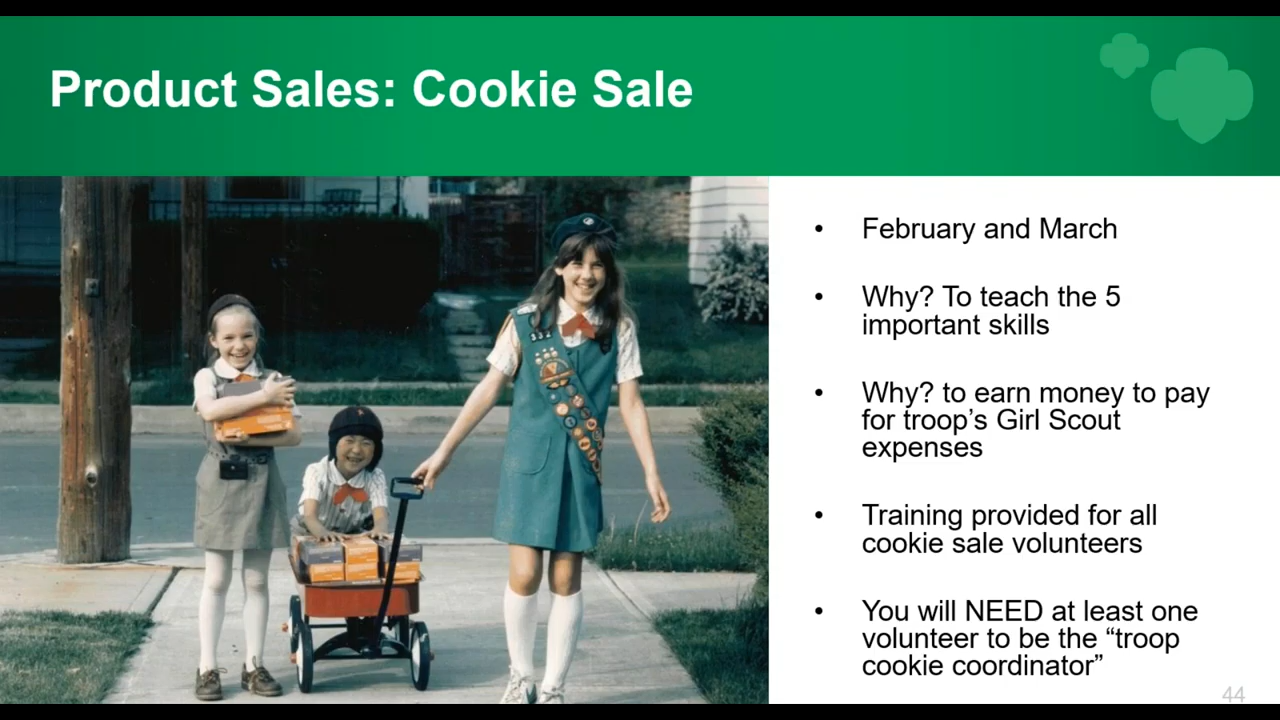 Product Sales: Cookie Sale
• February and March
• Why? To teach the 5
important skills
• Why? to earn money to pay
for troop’s Girl Scout
expenses
• Training provided for all
cookie sale volunteers
• You will NEED at least one
volunteer to be the “troop
cookie coordinator”
44